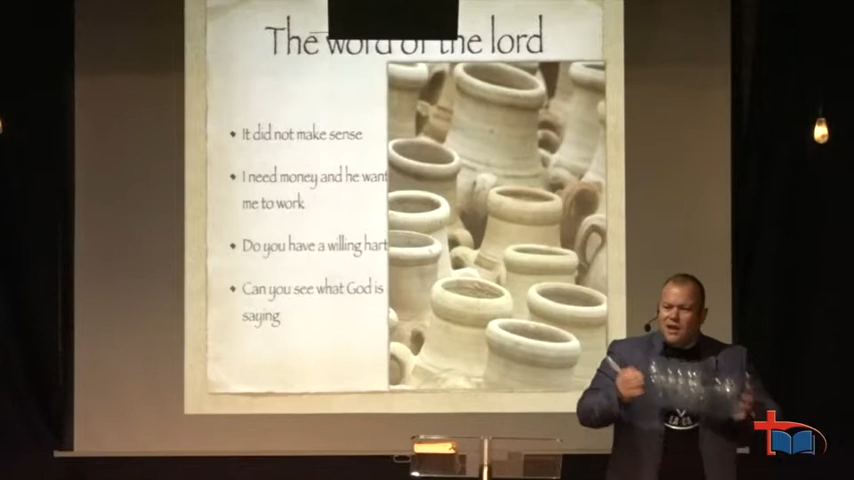 The word of the lord
• It did not make sense
• I need money and he want
me to work
• Do you have a willing hart
• Can you see what God is
saying